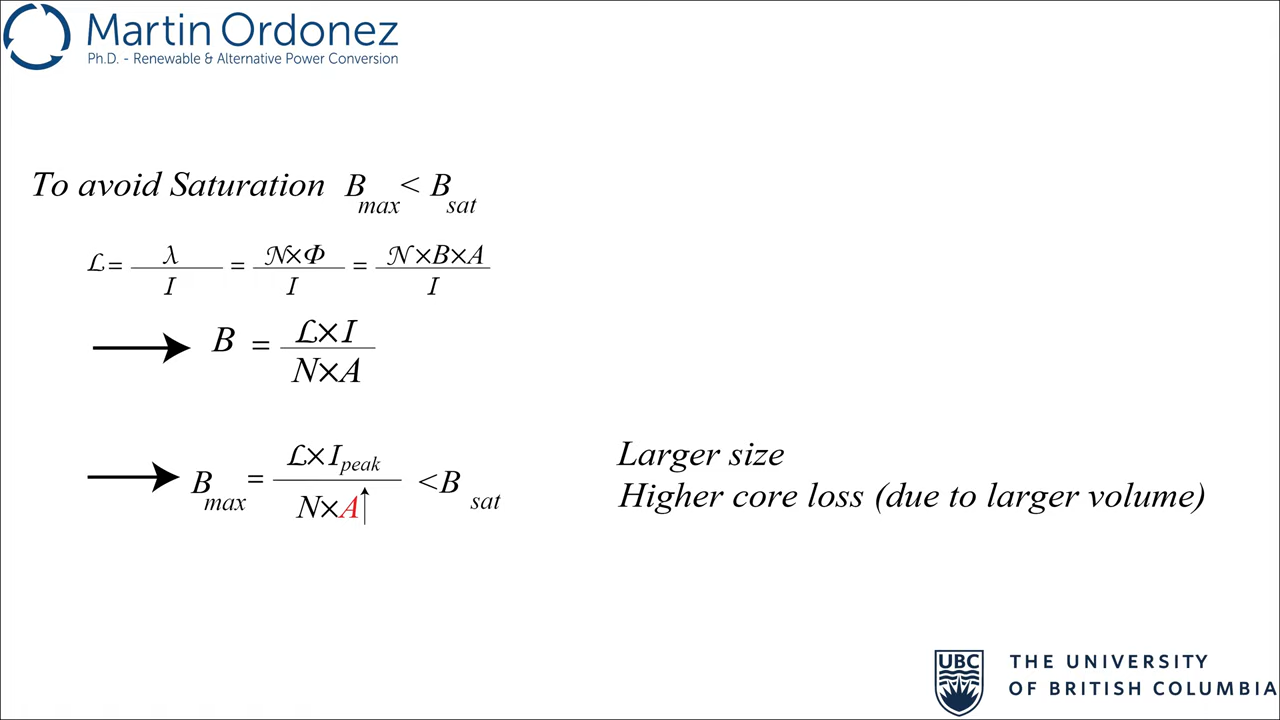 Martin Ordonez
Ph.D. - Renewable & Alternative Power Conversion
To avoid Saturation B_max < B_sat
ℒ = λ / I = 𝒩×Φ / I = 𝒩×B×A / I
B = ℒ×I / N×A
B_max = ℒ×I_peak / N×A↑ <B_sat
Larger size
Higher core loss (due to larger volume)
UBC
THE UNIVERSITY
OF BRITISH COLUMBIA